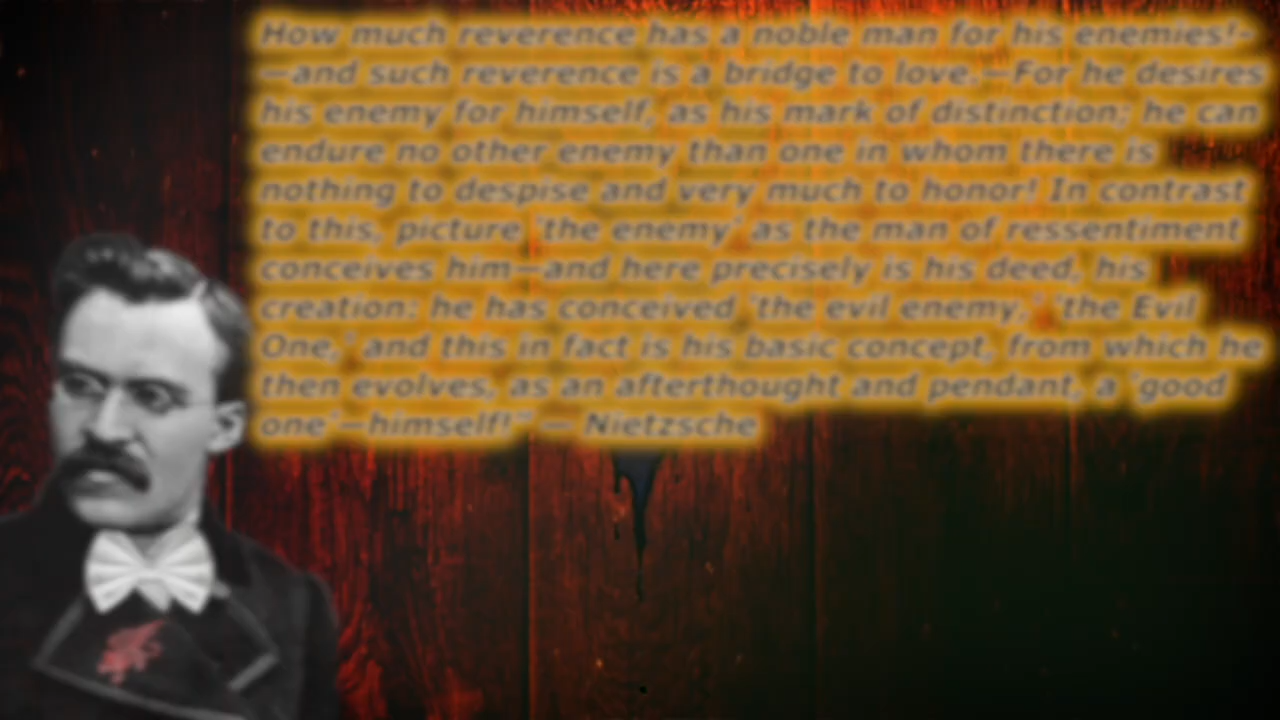 How much reverence has a noble man for his enemies!-
—and such reverence is a bridge to love.—For he desires
his enemy for himself, as his mark of distinction; he can
endure no other enemy than one in whom there is
nothing to despise and very much to honor! In contrast
to this, picture 'the enemy' as the man of ressentiment
conceives him—and here precisely is his deed, his
creation: he has conceived 'the evil enemy,' 'the Evil
One,' and this in fact is his basic concept, from which he
then evolves, as an afterthought and pendant, a 'good
one'—himself!" — Nietzsche